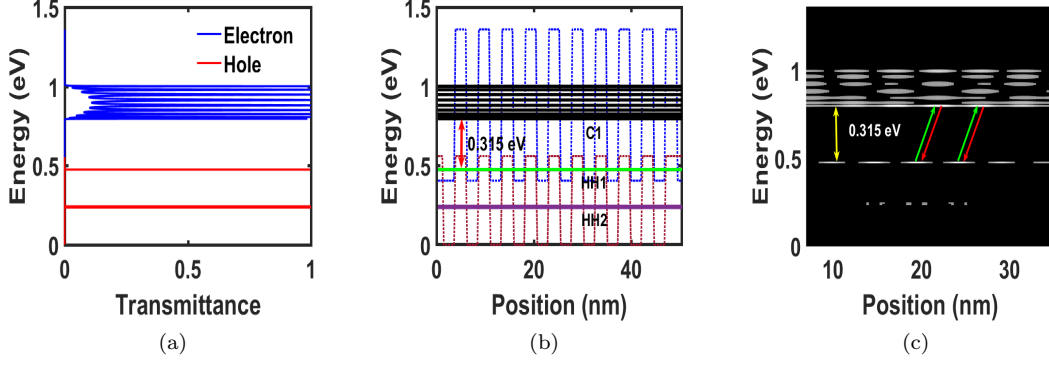 1.5
1
0.5
0
Energy (eV)
Electron
Hole
0
0.5
1
Transmittance
(a)
1.5
1
0.5
0
Energy (eV)
C1
0.315 eV
HH1
HH2
0
20
40
Position (nm)
(b)
1
0.5
0
Energy (eV)
0.315 eV
10
20
30
Position (nm)
(c)